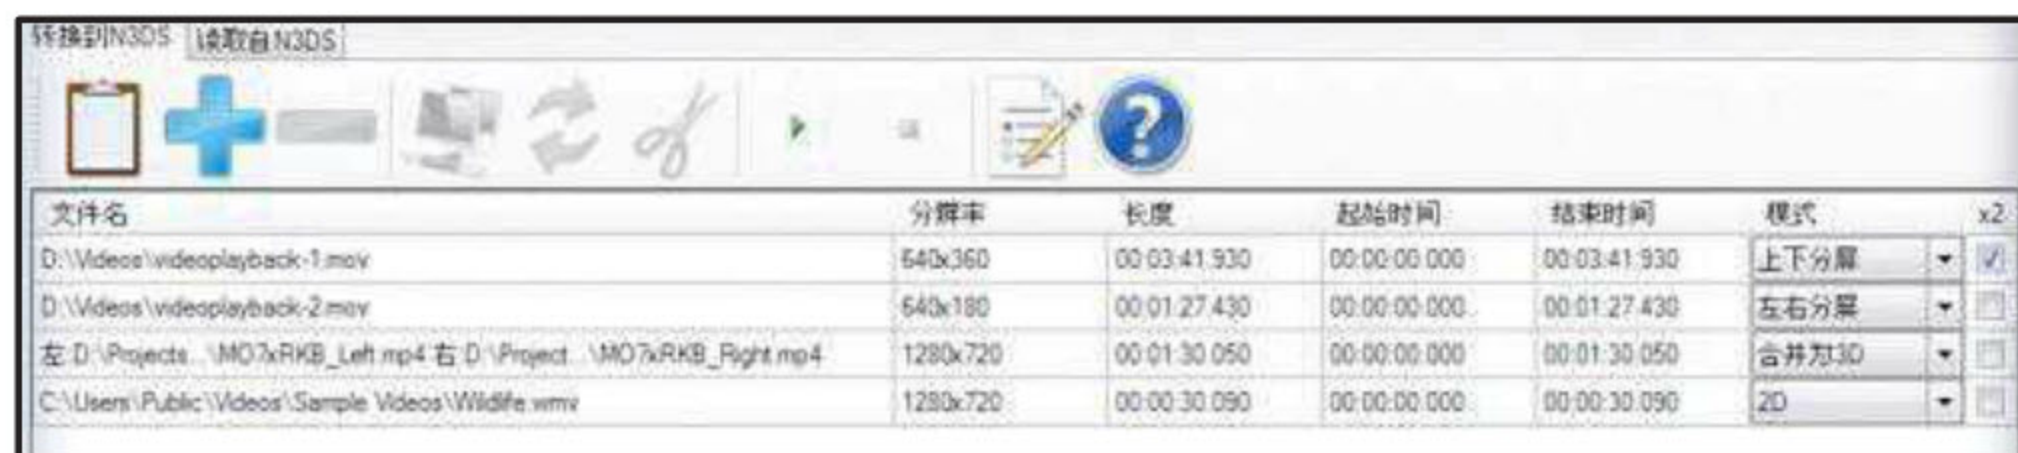 转换到N3DS 读取自N3DS
文件名 分辨率 长度 起始时间 结束时间 模式 x2
D:\Videos\videoplayback-1.mov 640x360 00:03:41.930 00:00:00.000 00:03:41.930 上下分屏
D:\Videos\videoplayback-2.mov 640x180 00:01:27.430 00:00:00.000 00:01:27.430 左右分屏
左 D:\Projects...\MO7xRKB_Left.mp4 右 D:\Project...\MO7xRKB_Right.mp4 1280x720 00:01:30.050 00:00:00.000 00:01:30.050 合并为3D
C:\Users\Public\Videos\Sample Videos\Wildlife.wmv 1280x720 00:00:30.090 00:00:00.000 00:00:30.090 2D